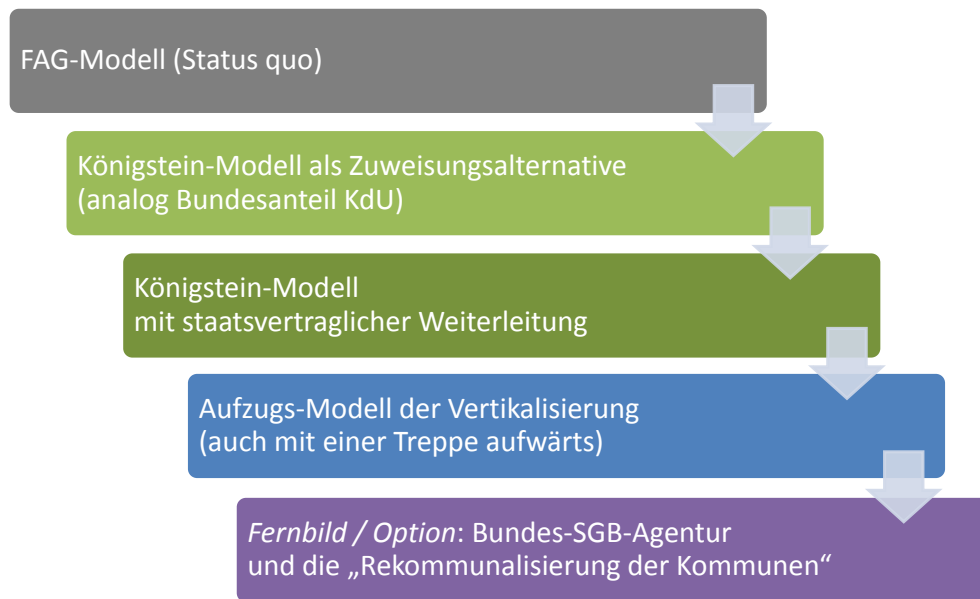 FAG-Modell (Status quo)
Königstein-Modell als Zuweisungsalternative
(analog Bundesanteil KdU)
Königstein-Modell
mit staatsvertraglicher Weiterleitung
Aufzugs-Modell der Vertikalisierung
(auch mit einer Treppe aufwärts)
Fernbild / Option: Bundes-SGB-Agentur
und die „Rekommunalisierung der Kommunen“